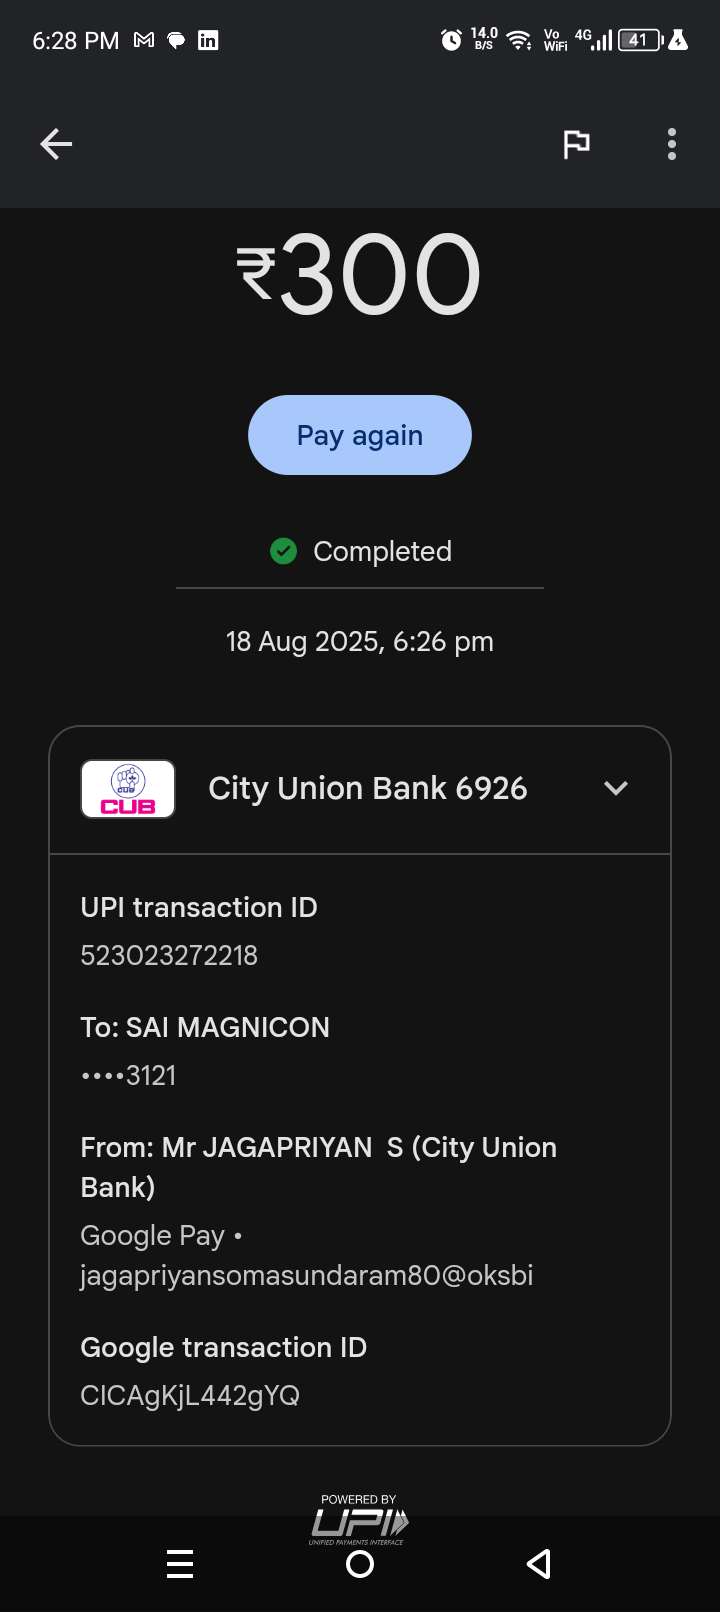 6:28 PM
14.0 B/S
Vo WiFi
4G
41
₹300
Pay again
Completed
18 Aug 2025, 6:26 pm
CUB
CUB
City Union Bank 6926
UPI transaction ID
523023272218
To: SAI MAGNICON
••••3121
From: Mr JAGAPRIYAN  S (City Union
Bank)
Google Pay •
jagapriyansomasundaram80@oksbi
Google transaction ID
CICAgKjL442gYQ
POWERED BY
UPI
UNIFIED PAYMENTS INTERFACE